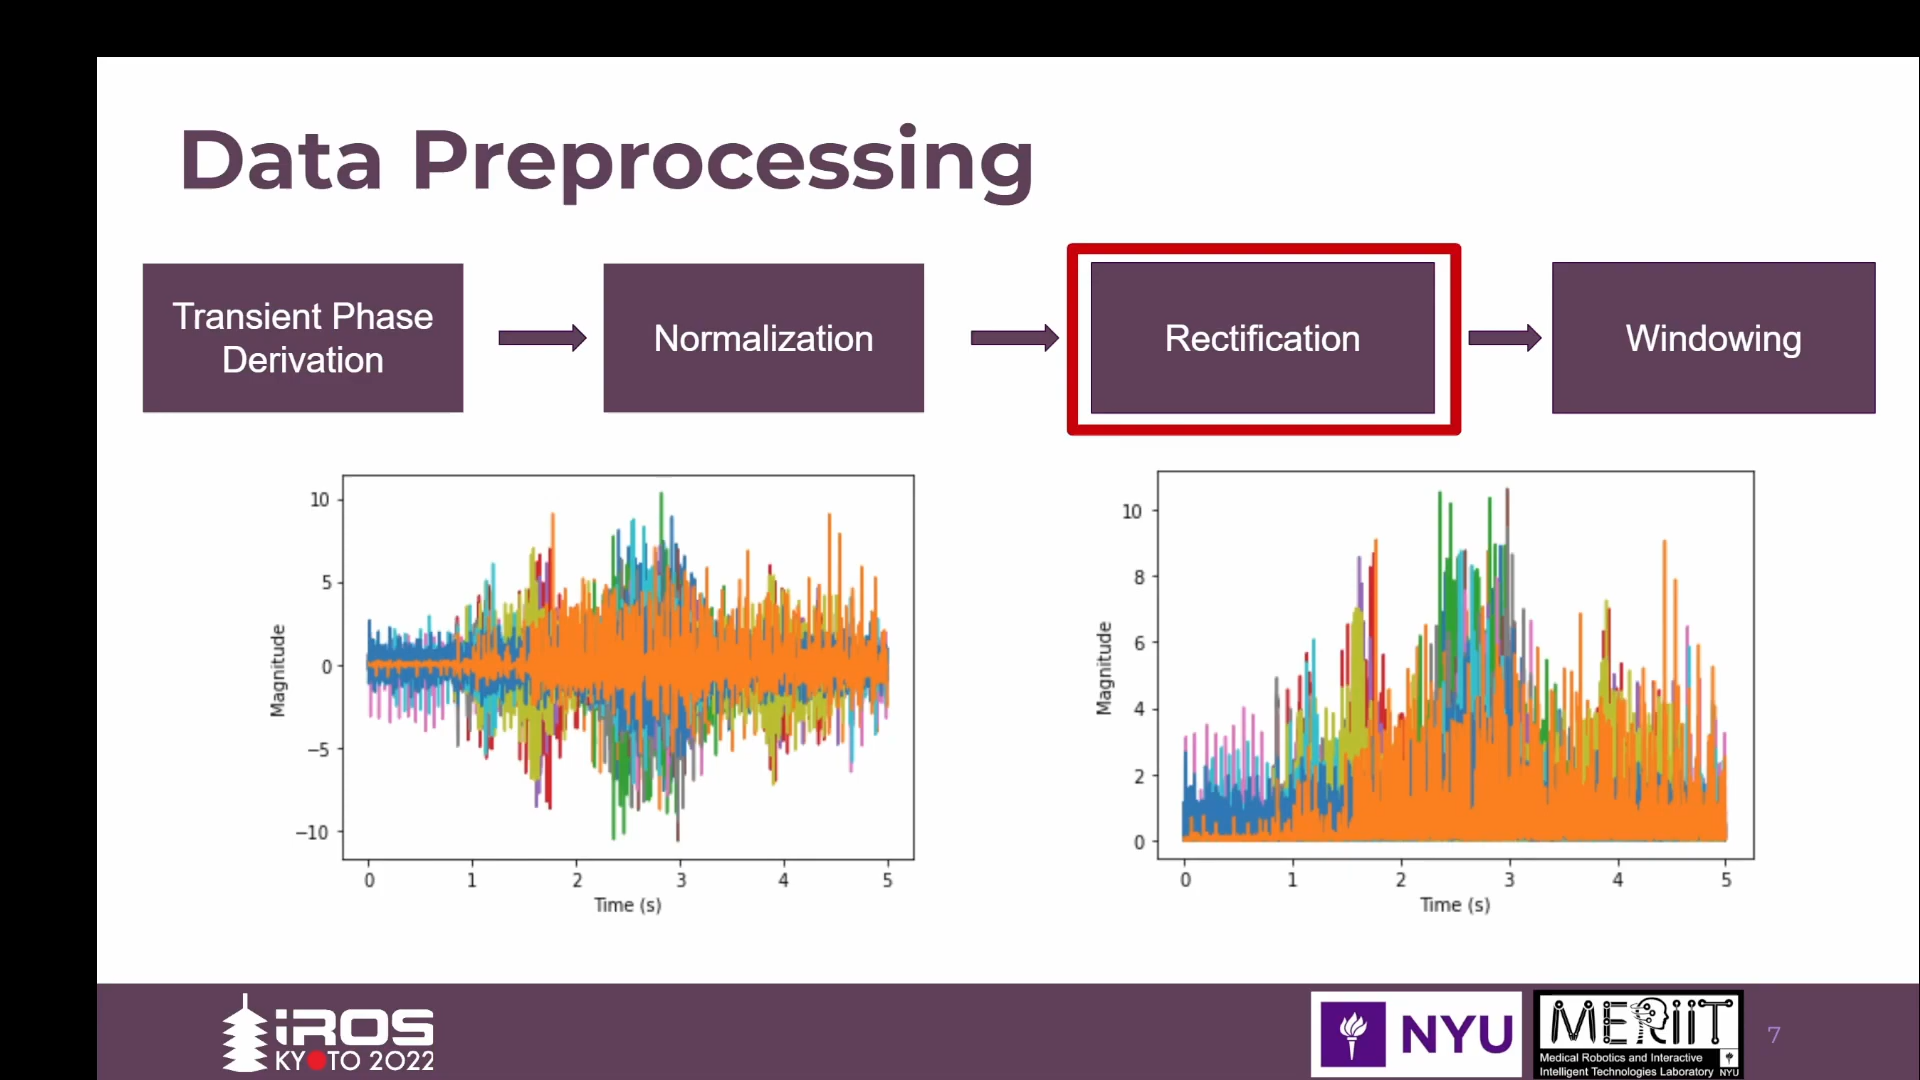 Data Preprocessing
Transient Phase
Derivation
Normalization
Rectification
Windowing
10
5
0
−5
−10
Magnitude
0 1 2 3 4 5
Time (s)
10
8
6
4
2
0
Magnitude
0 1 2 3 4 5
Time (s)
iROS
KYOTO 2022
NYU
MERIIT
Medical Robotics and Interactive
Intelligent Technologies Laboratory NYU
7